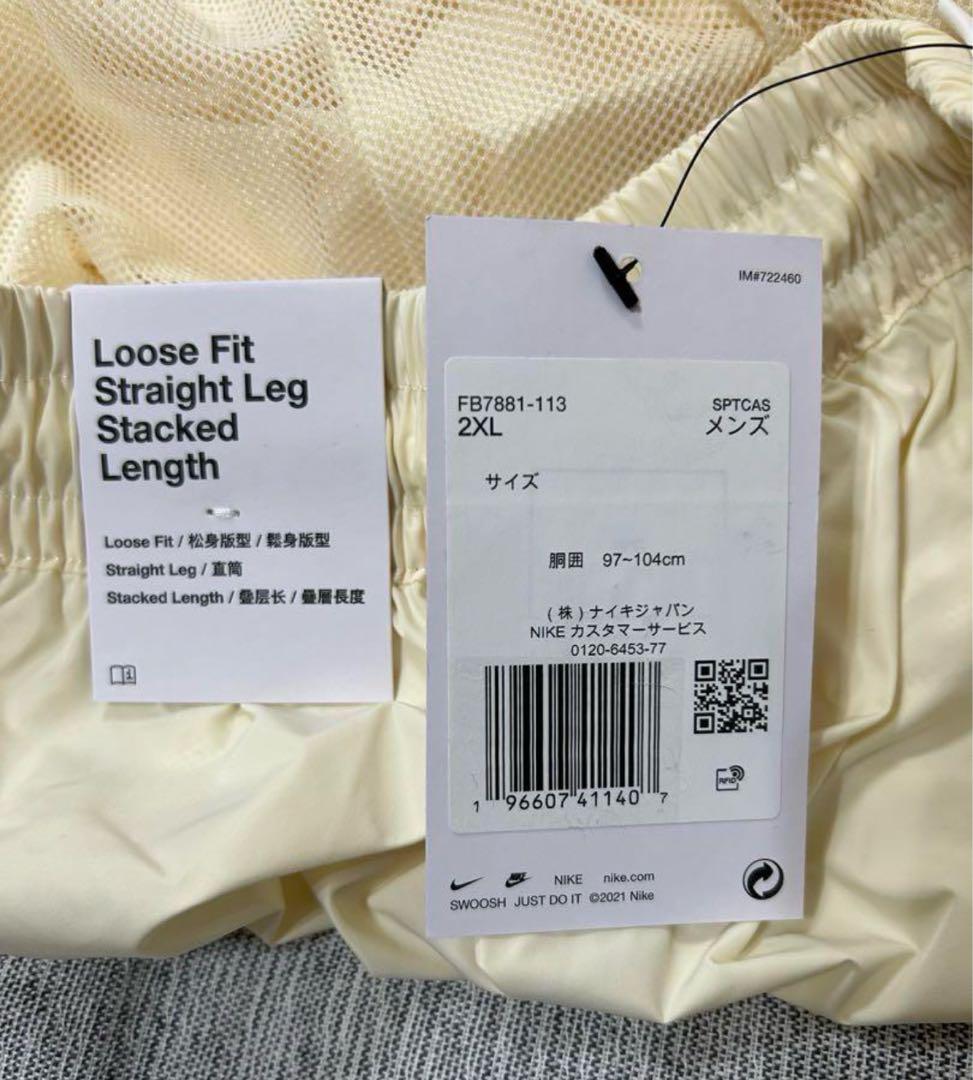 Loose Fit
Straight Leg
Stacked
Length
Loose Fit / 松身版型 / 鬆身版型
Straight Leg / 直筒
Stacked Length / 叠层长 / 疊層長度
IM#722460
FB7881-113
SPTCAS
2XL
メンズ
サイズ
胴囲 97~104cm
(株)ナイキジャパン
NIKE カスタマーサービス
0120-6453-77
RFID
1 96607 41140 7
NIKE nike.com
SWOOSH JUST DO IT ©2021 Nike